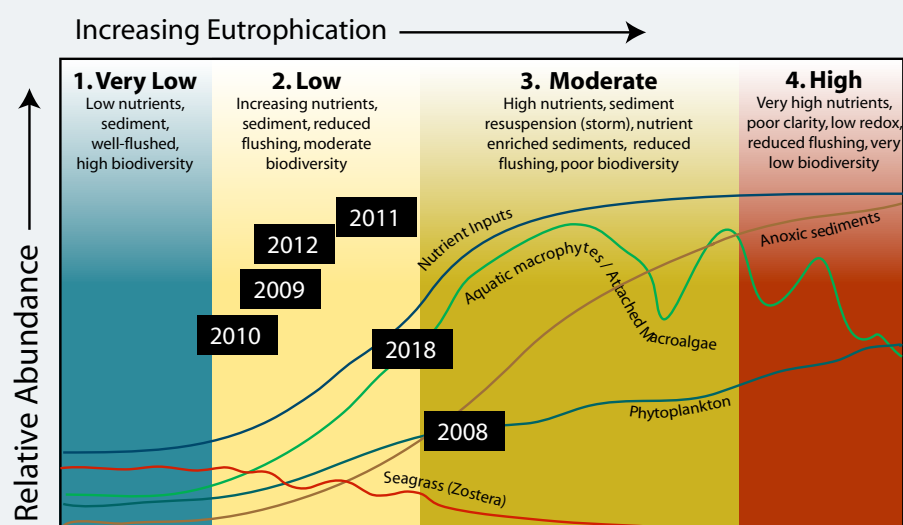 Increasing Eutrophication
Relative Abundance
1. Very Low
Low nutrients,
sediment,
well-flushed,
high biodiversity
2. Low
Increasing nutrients,
sediment, reduced
flushing, moderate
biodiversity
3. Moderate
High nutrients, sediment
resuspension (storm), nutrient
enriched sediments, reduced
flushing, poor biodiversity
4. High
Very high nutrients,
poor clarity, low redox,
reduced flushing, very
low biodiversity
2011
2012
2009
2010
2018
2008
Nutrient Inputs
Aquatic macrophytes / Attached Macroalgae
Anoxic sediments
Phytoplankton
Seagrass (Zostera)